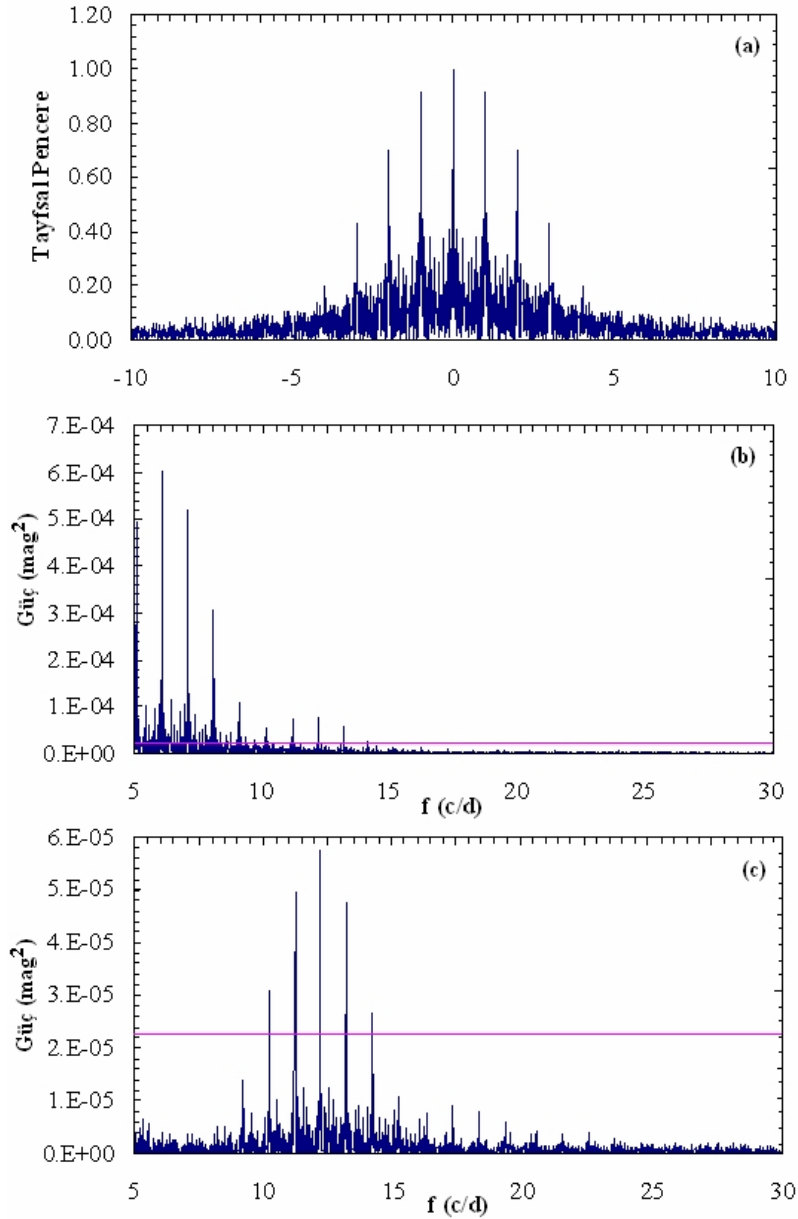 1.20
(a)
1.00
0.80
0.60
0.40
0.20
0.00
Tayfsal Pencere
-10 -5 0 5 10
7.E-04
(b)
6.E-04
5.E-04
4.E-04
3.E-04
2.E-04
1.E-04
0.E+00
Güç (mag²)
5 10 15 20 25 30
f (c/d)
6.E-05
(c)
5.E-05
4.E-05
3.E-05
2.E-05
1.E-05
0.E+00
Güç (mag²)
5 10 15 20 25 30
f (c/d)